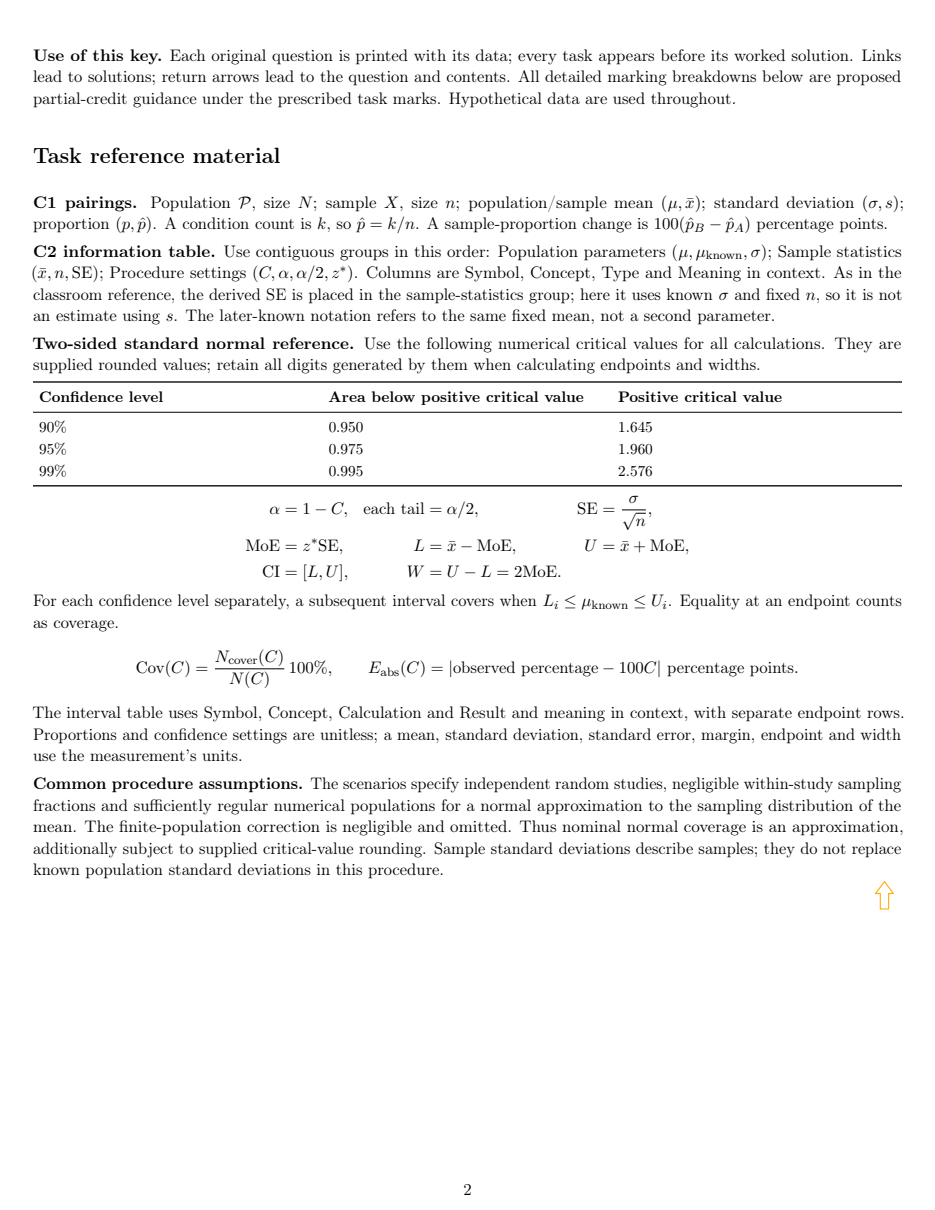 Use of this key. Each original question is printed with its data; every task appears before its worked solution. Links
lead to solutions; return arrows lead to the question and contents. All detailed marking breakdowns below are proposed
partial-credit guidance under the prescribed task marks. Hypothetical data are used throughout.
Task reference material
C1 pairings. Population 𝒫, size N; sample X, size n; population/sample mean (μ, x̄); standard deviation (σ, s);
proportion (p, p̂). A condition count is k, so p̂ = k/n. A sample-proportion change is 100(p̂_B − p̂_A) percentage points.
C2 information table. Use contiguous groups in this order: Population parameters (μ, μ_known, σ); Sample statistics
(x̄, n, SE); Procedure settings (C, α, α/2, z*). Columns are Symbol, Concept, Type and Meaning in context. As in the
classroom reference, the derived SE is placed in the sample-statistics group; here it uses known σ and fixed n, so it is not
an estimate using s. The later-known notation refers to the same fixed mean, not a second parameter.
Two-sided standard normal reference. Use the following numerical critical values for all calculations. They are
supplied rounded values; retain all digits generated by them when calculating endpoints and widths.
Confidence level Area below positive critical value Positive critical value
90% 0.950 1.645
95% 0.975 1.960
99% 0.995 2.576
α = 1 − C, each tail = α/2, SE = σ/√n,
MoE = z*SE, L = x̄ − MoE, U = x̄ + MoE,
CI = [L, U], W = U − L = 2MoE.
For each confidence level separately, a subsequent interval covers when L_i ≤ μ_known ≤ U_i. Equality at an endpoint counts
as coverage.
Cov(C) = N_cover(C)/N(C) 100%, E_abs(C) = |observed percentage − 100C| percentage points.
The interval table uses Symbol, Concept, Calculation and Result and meaning in context, with separate endpoint rows.
Proportions and confidence settings are unitless; a mean, standard deviation, standard error, margin, endpoint and width
use the measurement's units.
Common procedure assumptions. The scenarios specify independent random studies, negligible within-study sampling
fractions and sufficiently regular numerical populations for a normal approximation to the sampling distribution of the
mean. The finite-population correction is negligible and omitted. Thus nominal normal coverage is an approximation,
additionally subject to supplied critical-value rounding. Sample standard deviations describe samples; they do not replace
known population standard deviations in this procedure.
2